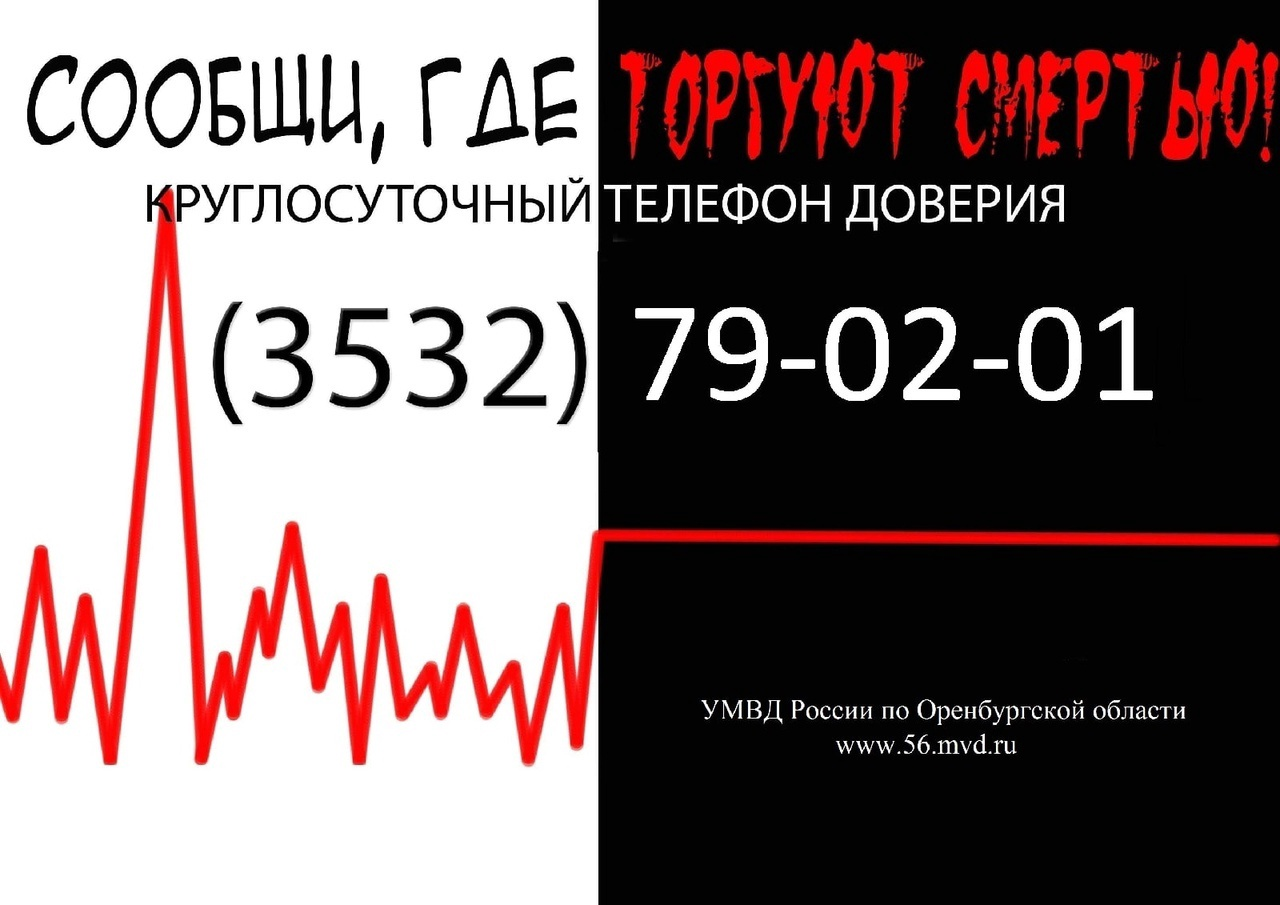 СООБЩИ, ГДЕ ТОРГУЮТ СМЕРТЬЮ!
КРУГЛОСУТОЧНЫЙ ТЕЛЕФОН ДОВЕРИЯ
(3532) 79-02-01
УМВД России по Оренбургской области
www.56.mvd.ru